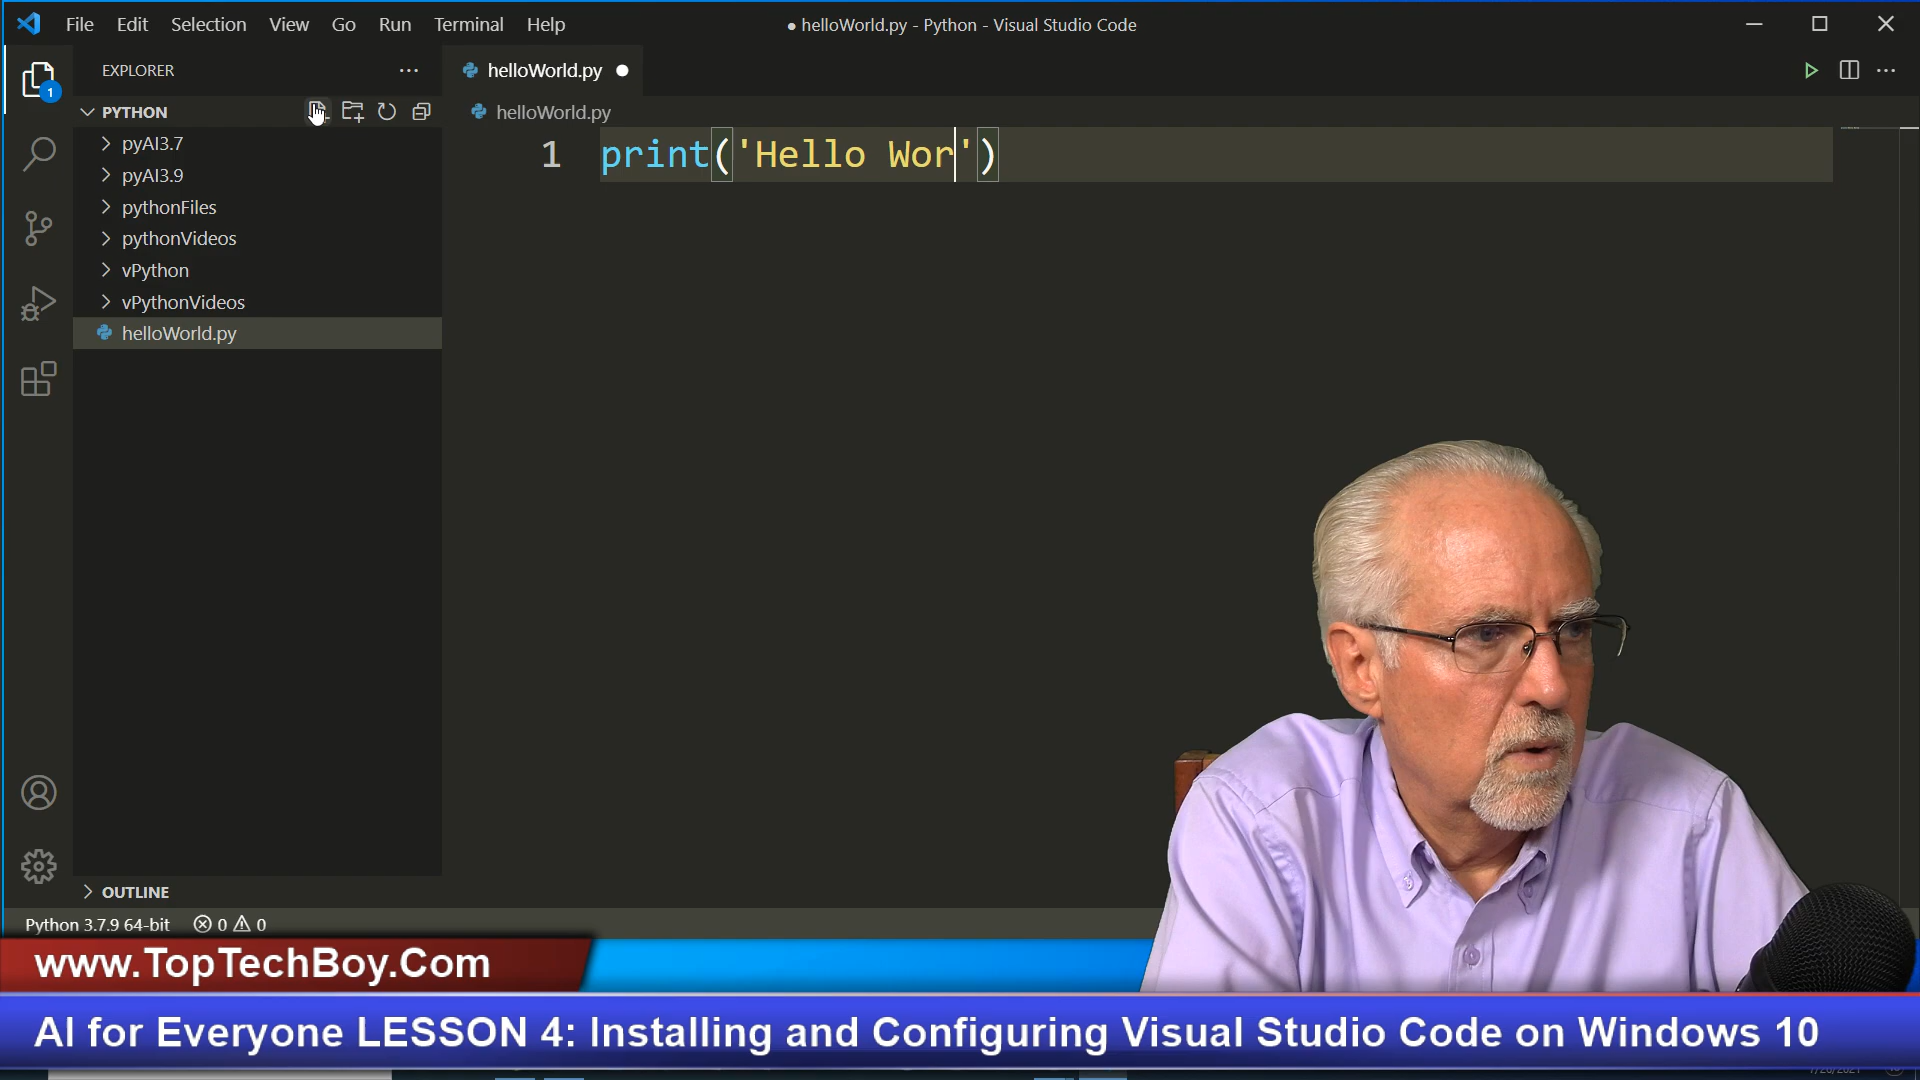 File Edit Selection View Go Run Terminal Help
● helloWorld.py - Python - Visual Studio Code
EXPLORER
helloWorld.py
1
PYTHON
helloWorld.py
pyAI3.7
1 print('Hello Wor')
pyAI3.9
pythonFiles
pythonVideos
vPython
vPythonVideos
helloWorld.py
OUTLINE
Python 3.7.9 64-bit 0 0
www.TopTechBoy.Com
AI for Everyone LESSON 4: Installing and Configuring Visual Studio Code on Windows 10